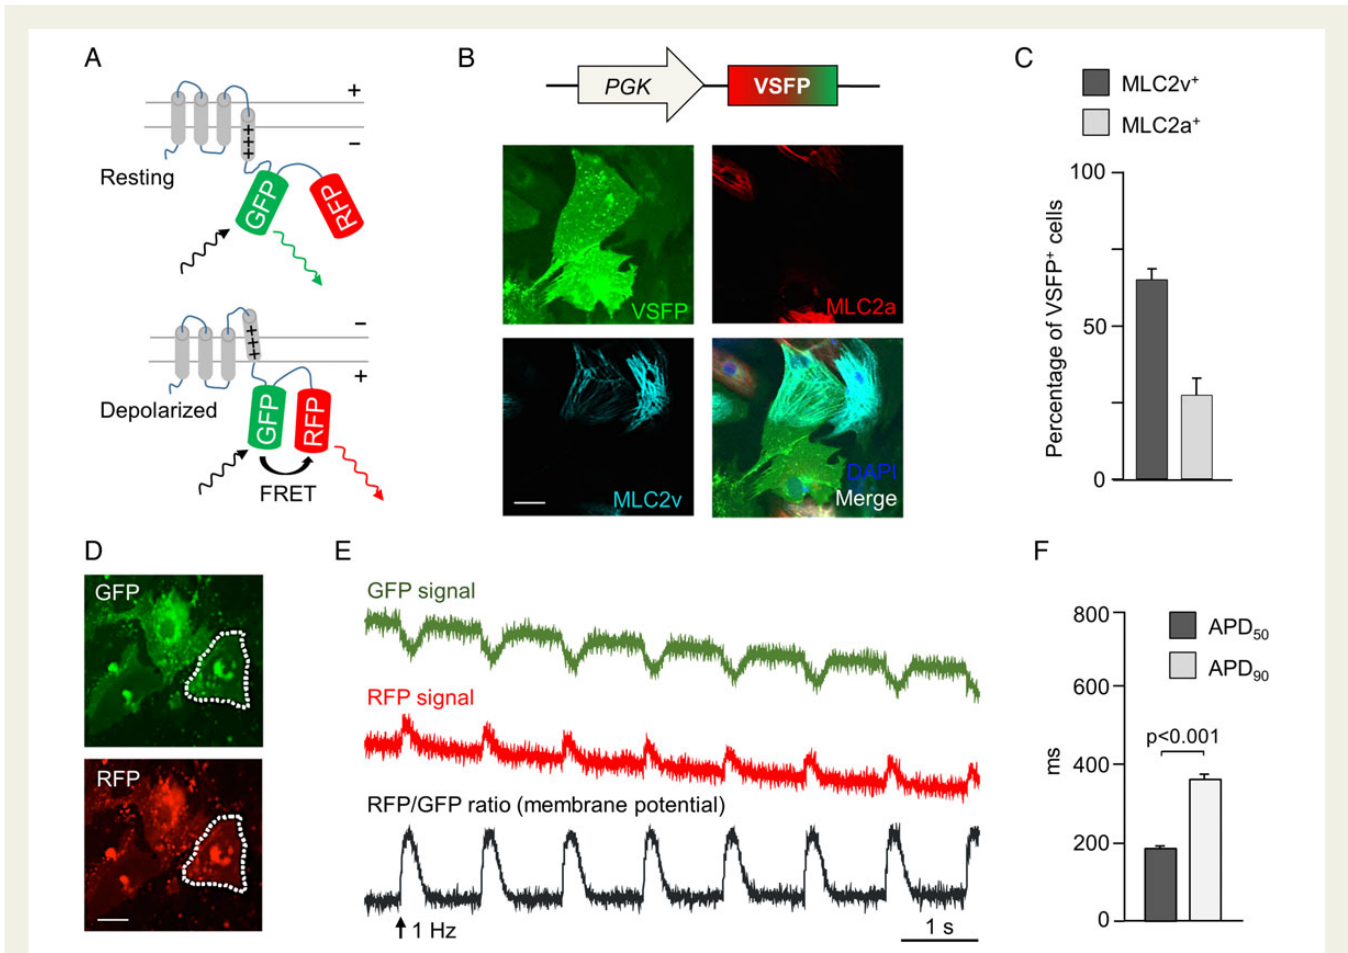 A
+
−
+++
Resting
GFP
RFP
−
+++
+
Depolarized
GFP
RFP
FRET
B
PGK
VSFP
VSFP
MLC2a
MLC2v
DAPI
Merge
C
MLC2v+
MLC2a+
Percentage of VSFP+ cells
100
50
0
D
GFP
RFP
E
GFP signal
RFP signal
RFP/GFP ratio (membrane potential)
1 Hz
1 s
F
APD50
APD90
ms
800
600
400
200
0
p<0.001